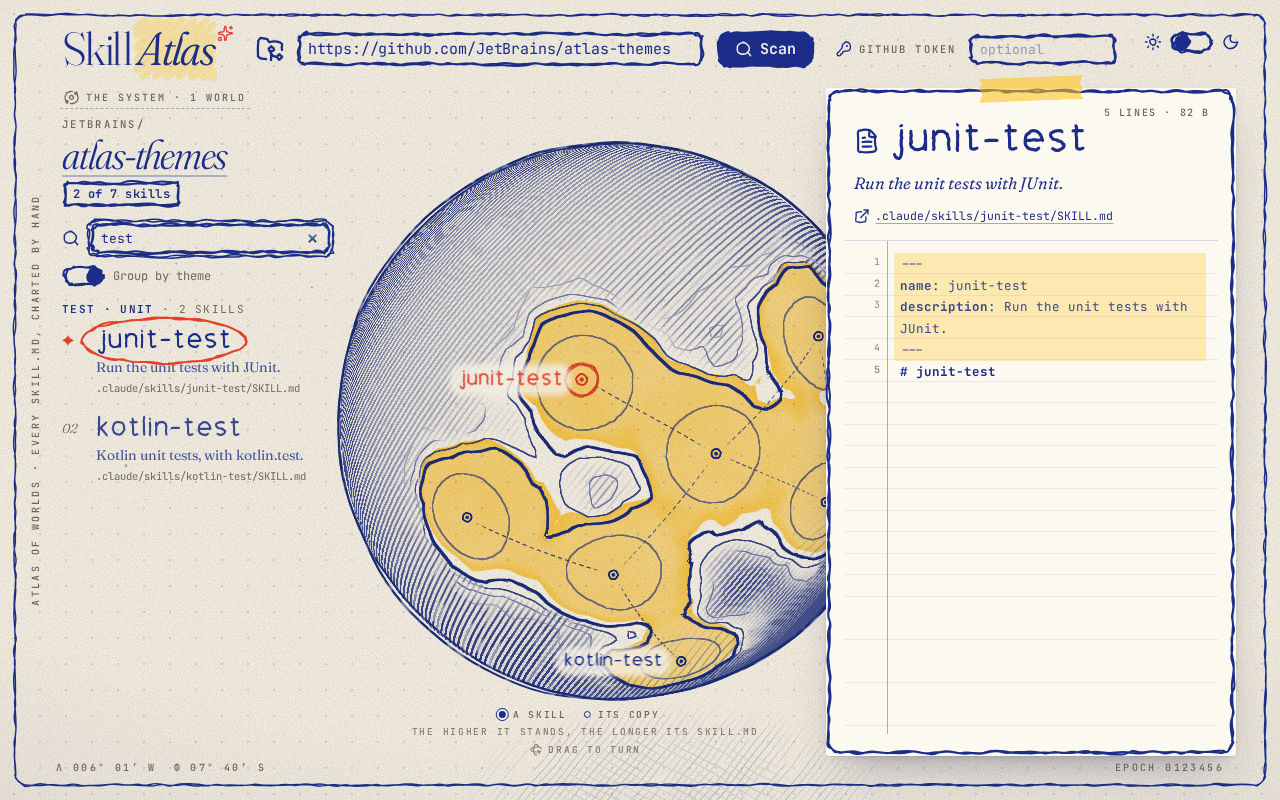 Skill Atlas
https://github.com/JetBrains/atlas-themes
Scan
GITHUB TOKEN
optional
THE SYSTEM · 1 WORLD
JETBRAINS/
atlas-themes
2 of 7 skills
test
Group by theme
TEST · UNIT · 2 SKILLS
junit-test
Run the unit tests with JUnit.
.claude/skills/junit-test/SKILL.md
02
kotlin-test
Kotlin unit tests, with kotlin.test.
.claude/skills/kotlin-test/SKILL.md
ATLAS OF WORLDS · EVERY SKILL.MD, CHARTED BY HAND
junit-test
kotlin-test
A SKILL
ITS COPY
THE HIGHER IT STANDS, THE LONGER ITS SKILL.MD
DRAG TO TURN
5 LINES · 82 B
junit-test
Run the unit tests with JUnit.
.claude/skills/junit-test/SKILL.md
1 ---
2 name: junit-test
3 description: Run the unit tests with
JUnit.
4 ---
5 # junit-test
Λ 006° 01′ W Φ 07° 40′ S
EPOCH 0123456